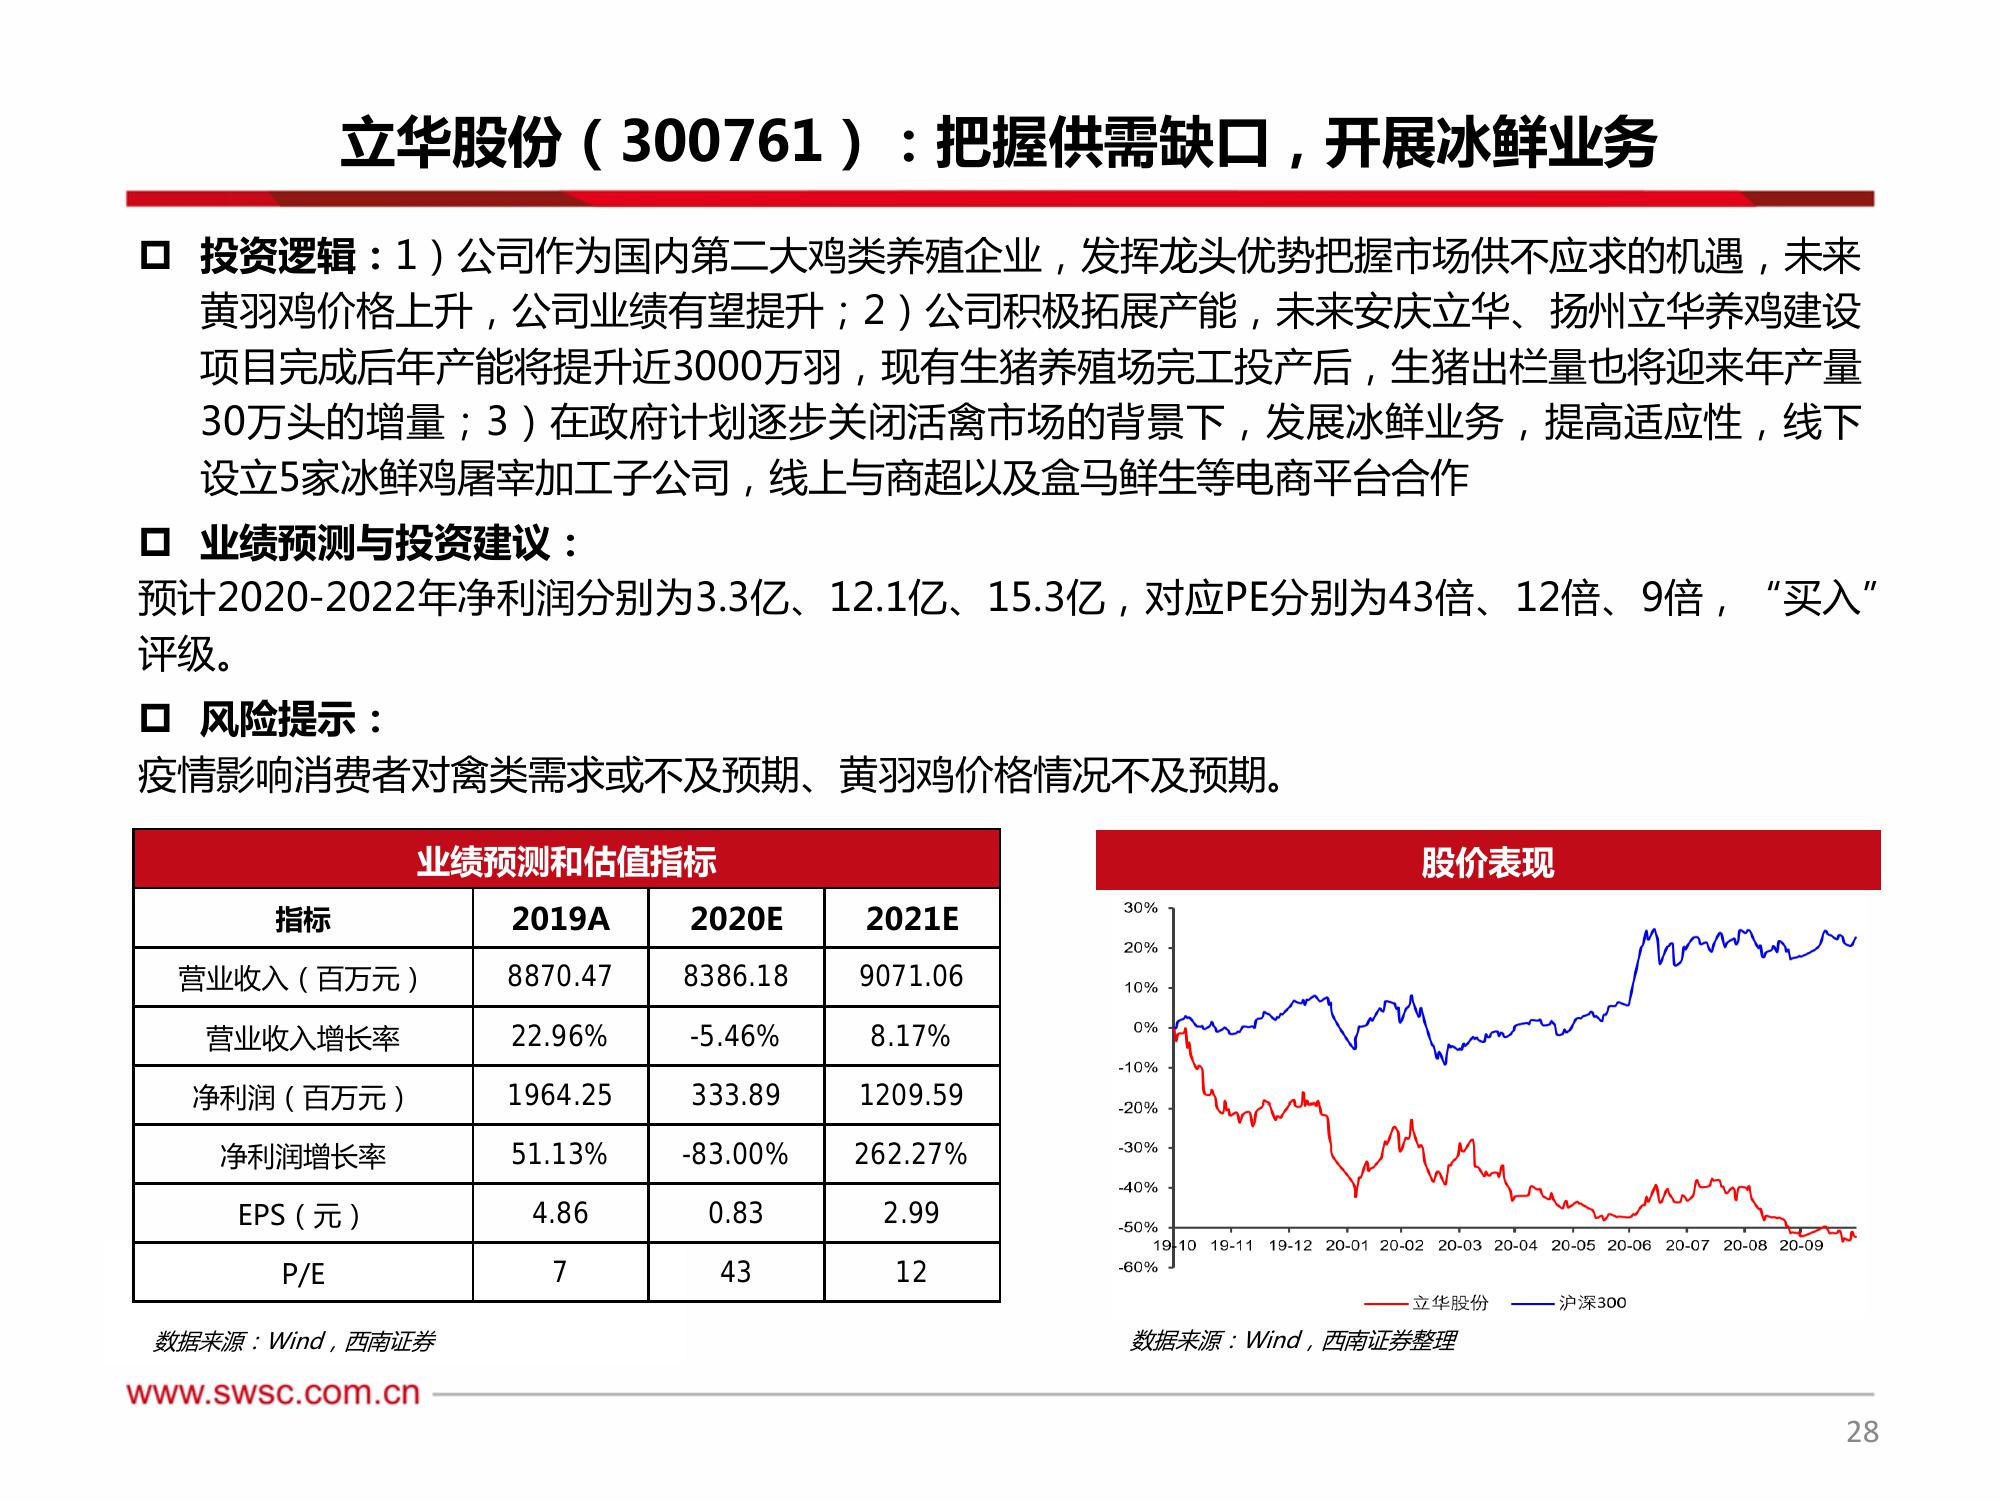 立华股份（300761）：把握供需缺口，开展冰鲜业务
投资逻辑：1）公司作为国内第二大鸡类养殖企业，发挥龙头优势把握市场供不应求的机遇，未来
黄羽鸡价格上升，公司业绩有望提升；2）公司积极拓展产能，未来安庆立华、扬州立华养鸡建设
项目完成后年产能将提升近3000万羽，现有生猪养殖场完工投产后，生猪出栏量也将迎来年产量
30万头的增量；3）在政府计划逐步关闭活禽市场的背景下，发展冰鲜业务，提高适应性，线下
设立5家冰鲜鸡屠宰加工子公司，线上与商超以及盒马鲜生等电商平台合作
业绩预测与投资建议：
预计2020-2022年净利润分别为3.3亿、12.1亿、15.3亿，对应PE分别为43倍、12倍、9倍，“买入”
评级。
风险提示：
疫情影响消费者对禽类需求或不及预期、黄羽鸡价格情况不及预期。
业绩预测和估值指标
指标 2019A 2020E 2021E
营业收入（百万元） 8870.47 8386.18 9071.06
营业收入增长率 22.96% -5.46% 8.17%
净利润（百万元） 1964.25 333.89 1209.59
净利润增长率 51.13% -83.00% 262.27%
EPS（元） 4.86 0.83 2.99
P/E 7 43 12
数据来源：Wind，西南证券
股价表现
30%
20%
10%
0%
-10%
-20%
-30%
-40%
-50%
19-10 19-11 19-12 20-01 20-02 20-03 20-04 20-05 20-06 20-07 20-08 20-09
-60%
立华股份 沪深300
数据来源：Wind，西南证券整理
www.swsc.com.cn
28